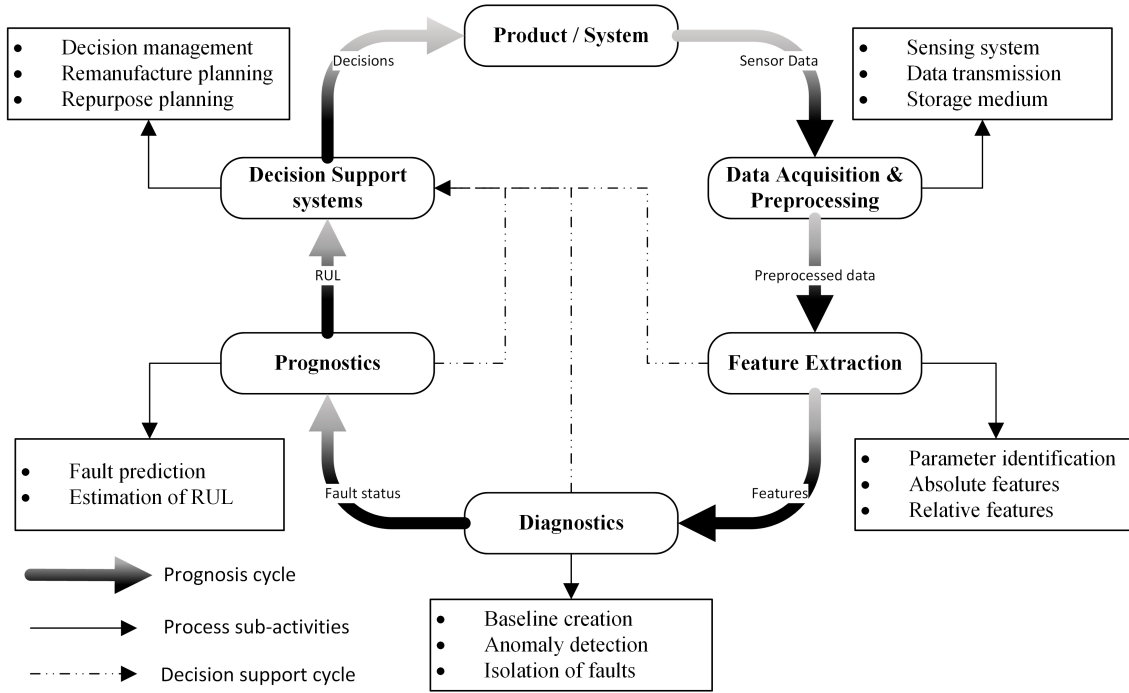 Product / System
Decisions
Sensor Data
• Decision management
• Remanufacture planning
• Repurpose planning
• Sensing system
• Data transmission
• Storage medium
Decision Support
systems
Data Acquisition &
Preprocessing
RUL
Preprocessed data
Prognostics
Feature Extraction
• Fault prediction
• Estimation of RUL
Fault status
Diagnostics
Features
• Parameter identification
• Absolute features
• Relative features
Prognosis cycle
Process sub-activities
Decision support cycle
• Baseline creation
• Anomaly detection
• Isolation of faults